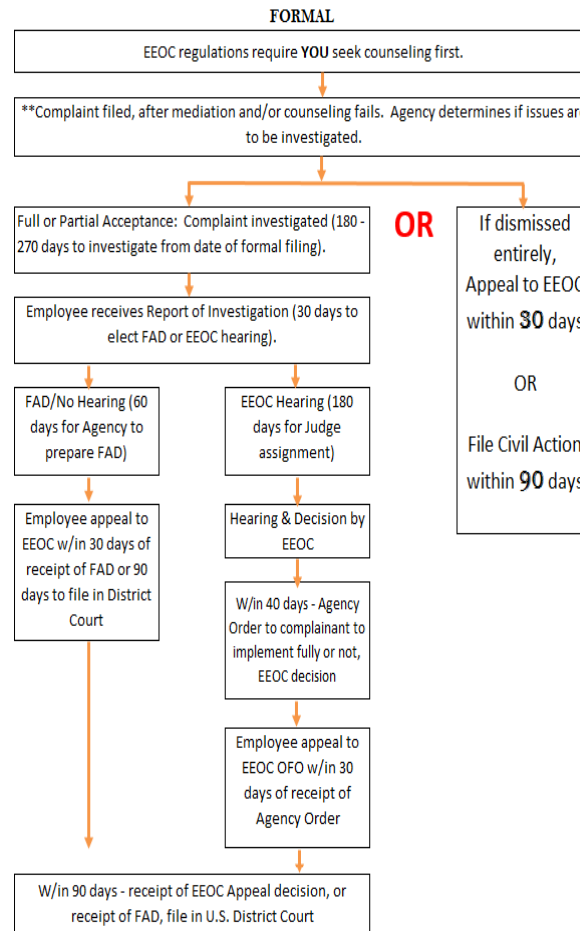 FORMAL
EEOC regulations require YOU seek counseling first.
**Complaint filed, after mediation and/or counseling fails. Agency determines if issues are
to be investigated.
Full or Partial Acceptance: Complaint investigated (180 -
270 days to investigate from date of formal filing).
OR
If dismissed
entirely,
Appeal to EEOC
within 30 days
OR
File Civil Action
within 90 days
Employee receives Report of Investigation (30 days to
elect FAD or EEOC hearing).
FAD/No Hearing (60
days for Agency to
prepare FAD)
EEOC Hearing (180
days for Judge
assignment)
Employee appeal to
EEOC w/in 30 days of
receipt of FAD or 90
days to file in District
Court
Hearing & Decision by
EEOC
W/in 40 days - Agency
Order to complainant to
implement fully or not,
EEOC decision
Employee appeal to
EEOC OFO w/in 30
days of receipt of
Agency Order
W/in 90 days - receipt of EEOC Appeal decision, or
receipt of FAD, file in U.S. District Court